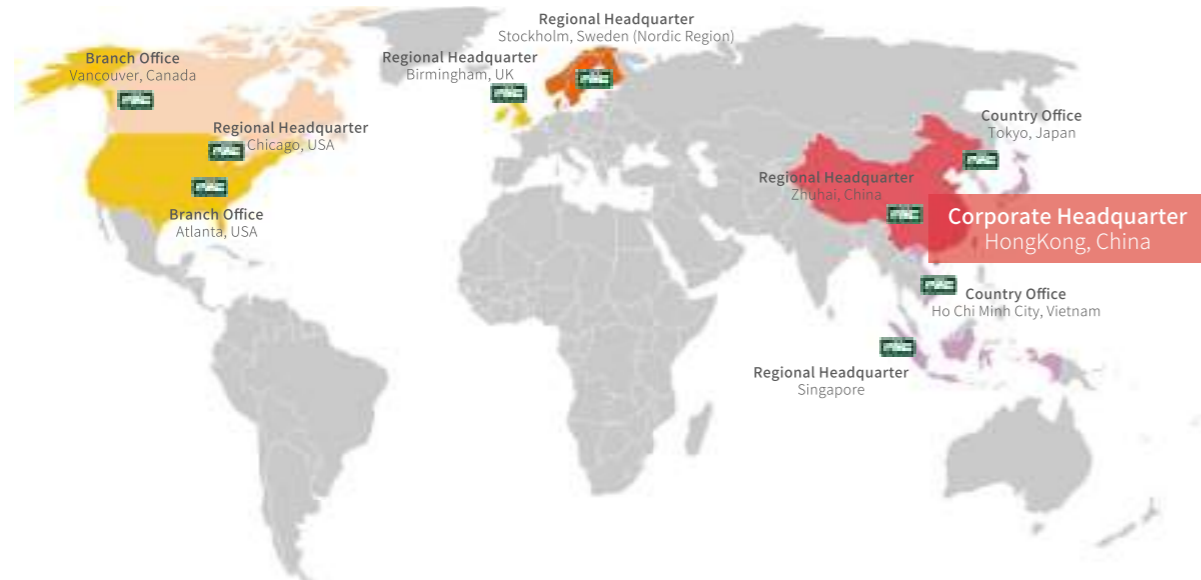 Regional Headquarter
Stockholm, Sweden (Nordic Region)
Branch Office
Vancouver, Canada
Regional Headquarter
Birmingham, UK
Regional Headquarter
Chicago, USA
Branch Office
Atlanta, USA
Country Office
Tokyo, Japan
Regional Headquarter
Zhuhai, China
Corporate Headquarter
HongKong, China
Country Office
Ho Chi Minh City, Vietnam
Regional Headquarter
Singapore